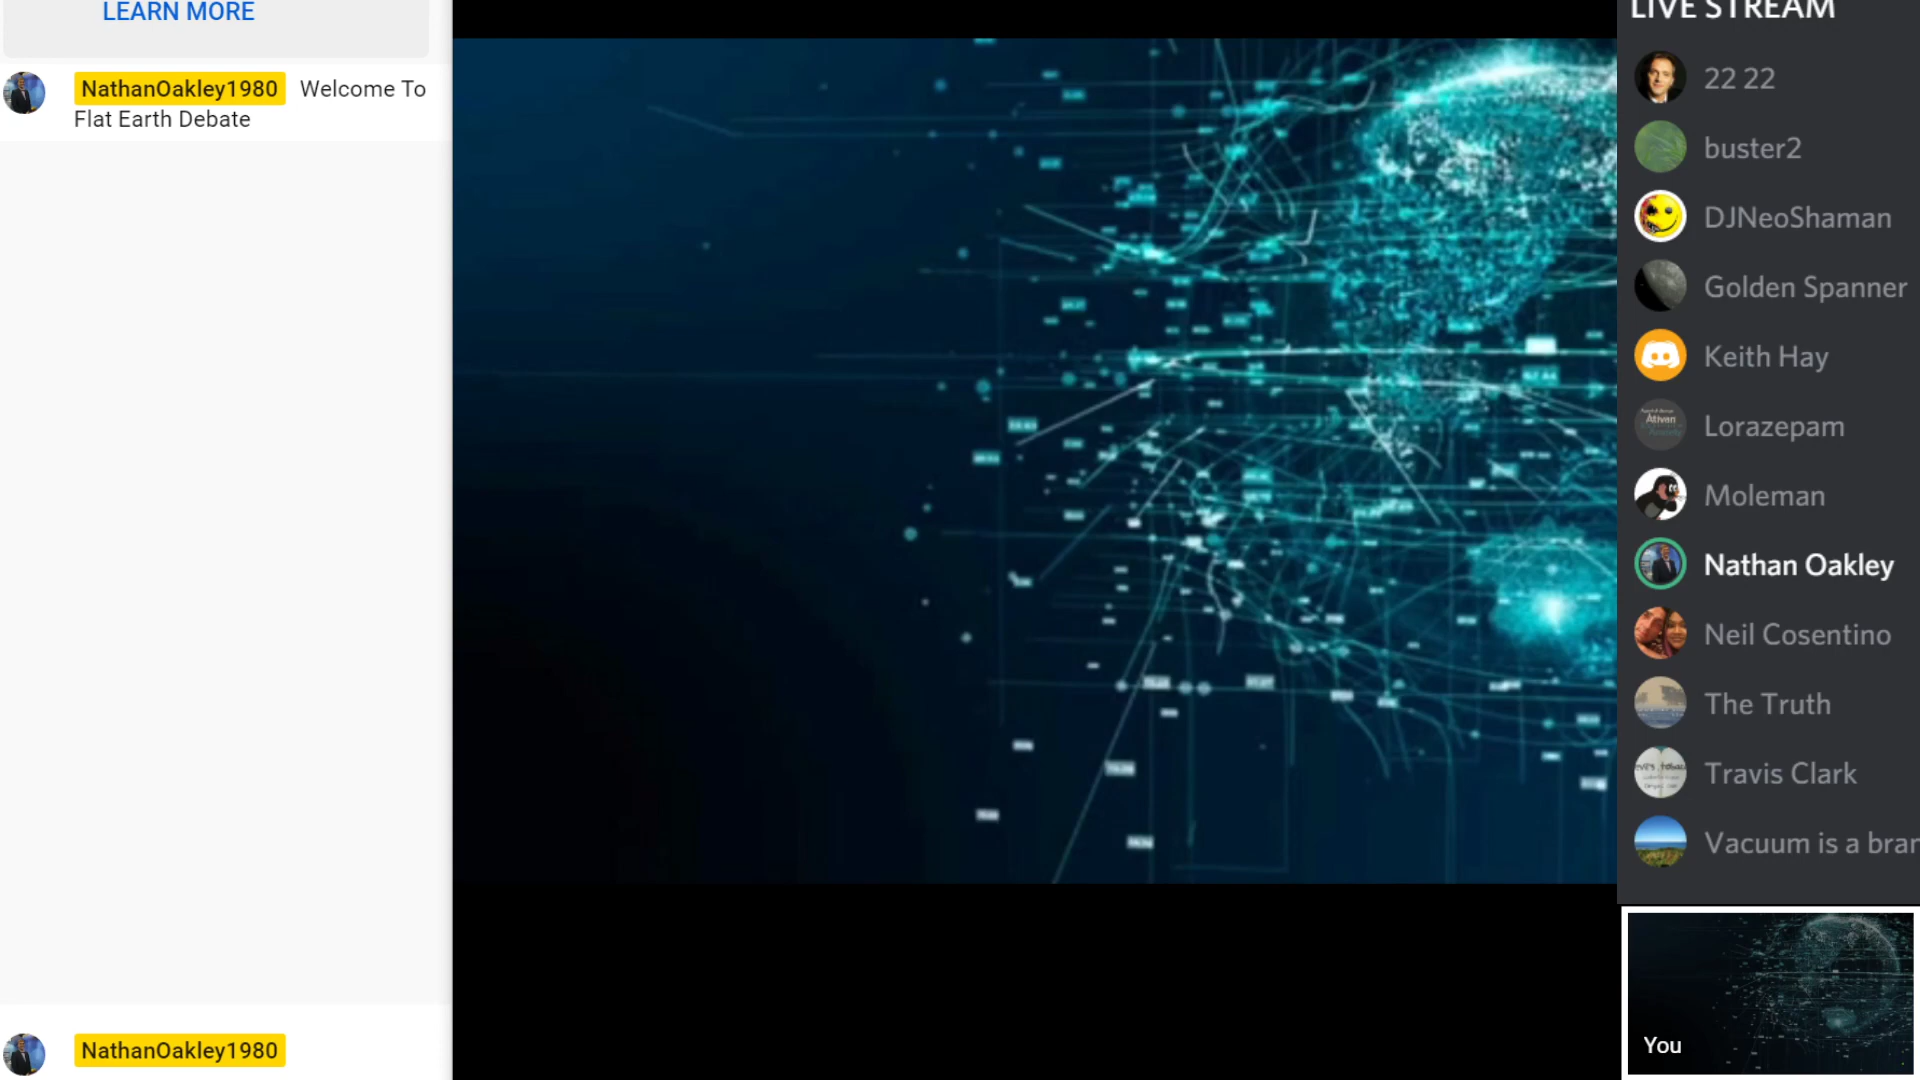 LEARN MORE
NathanOakley1980 Welcome To
Flat Earth Debate
NathanOakley1980
LIVE STREAM
22 22
buster2
DJNeoShaman
Golden Spanner
Keith Hay
Ativan
Lorazepam
Moleman
Nathan Oakley
Neil Cosentino
The Truth
Travis Clark
Vacuum is a bran
You